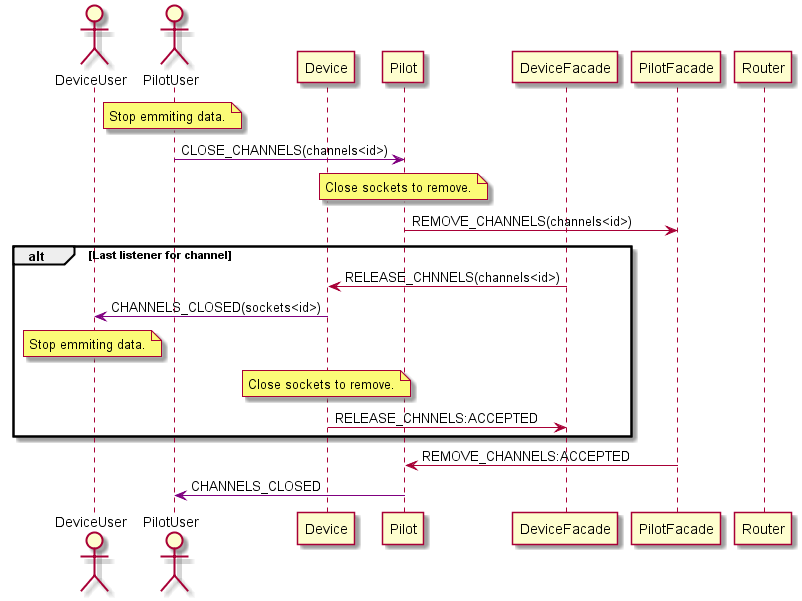 DeviceUser
PilotUser
Device
Pilot
DeviceFacade
PilotFacade
Router
Stop emmiting data.
CLOSE_CHANNELS(channels<id>)
Close sockets to remove.
REMOVE_CHANNELS(channels<id>)
alt
[Last listener for channel]
RELEASE_CHNNELS(channels<id>)
CHANNELS_CLOSED(sockets<id>)
Stop emmiting data.
Close sockets to remove.
RELEASE_CHNNELS:ACCEPTED
REMOVE_CHANNELS:ACCEPTED
CHANNELS_CLOSED
DeviceUser
PilotUser
Device
Pilot
DeviceFacade
PilotFacade
Router